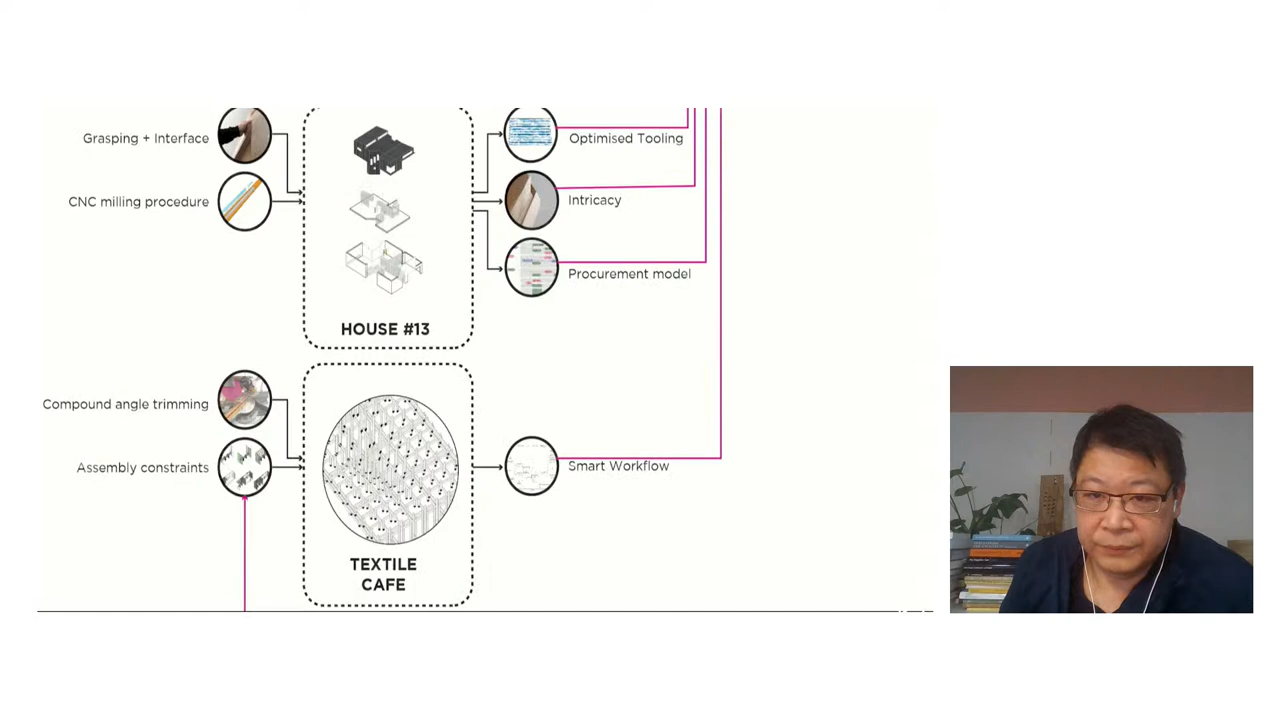 Grasping + Interface
Optimised Tooling
CNC milling procedure
Intricacy
Procurement model
HOUSE #13
Compound angle trimming
Assembly constraints
Smart Workflow
TEXTILE
CAFE